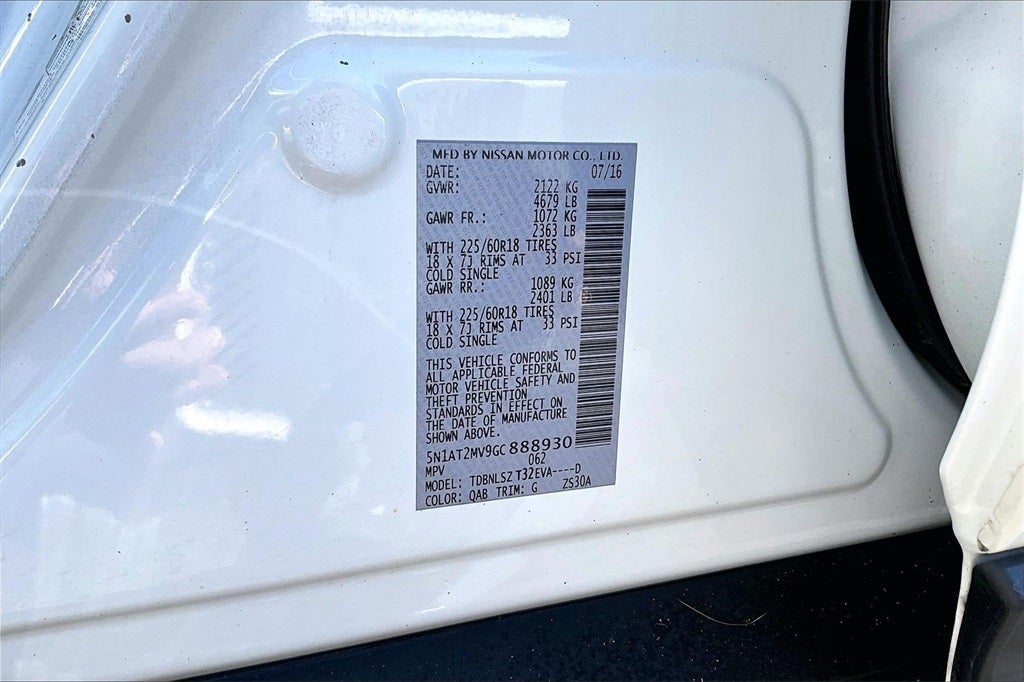 MFD BY NISSAN MOTOR CO., LTD.
DATE: 07/16
GVWR: 2122 KG
4679 LB
GAWR FR.: 1072 KG
2363 LB
WITH 225/60R18 TIRES
18 X 7J RIMS AT 33 PSI
COLD SINGLE
GAWR RR.: 1089 KG
2401 LB
WITH 225/60R18 TIRES
18 X 7J RIMS AT 33 PSI
COLD SINGLE
THIS VEHICLE CONFORMS TO
ALL APPLICABLE FEDERAL
MOTOR VEHICLE SAFETY AND
THEFT PREVENTION
STANDARDS IN EFFECT ON
THE DATE OF MANUFACTURE
SHOWN ABOVE.
5N1AT2MV9GC888930
MPV 062
MODEL: TDBNLSZ T32EVA----D
COLOR: QAB TRIM: G ZS30A